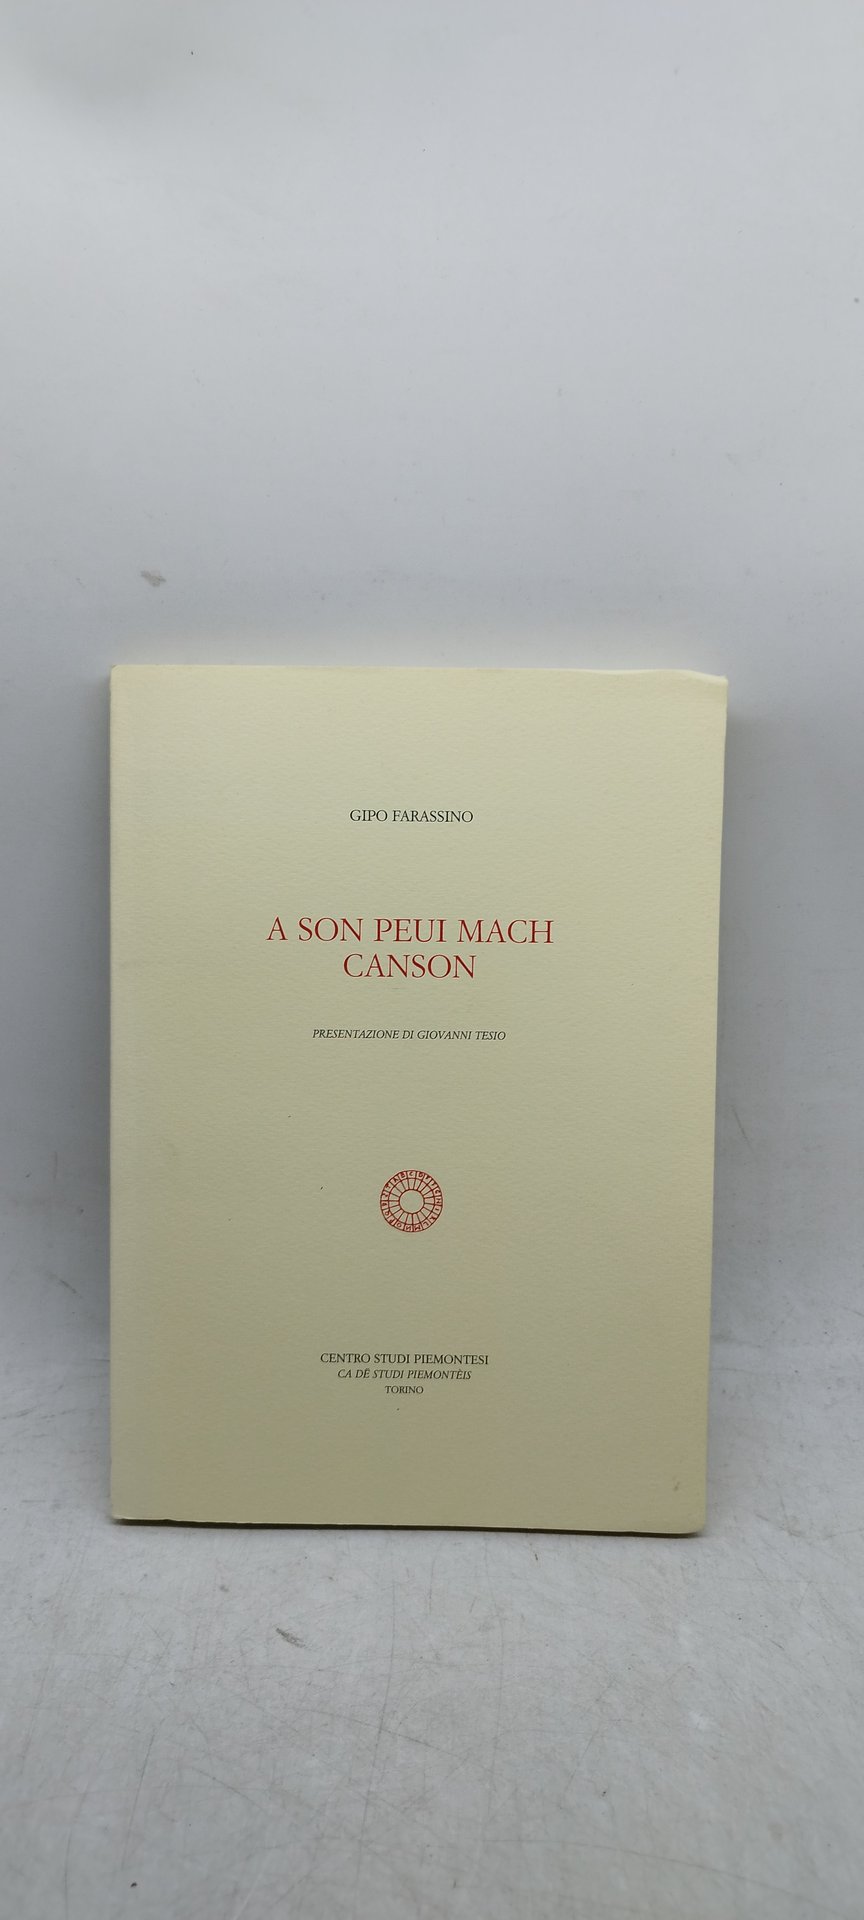 GIPO FARASSINO
A SON PEUI MACH
CANSON
PRESENTAZIONE DI GIOVANNI TESIO
CENTRO STUDI PIEMONTESI
CA DË STUDI PIEMONTÈIS
TORINO